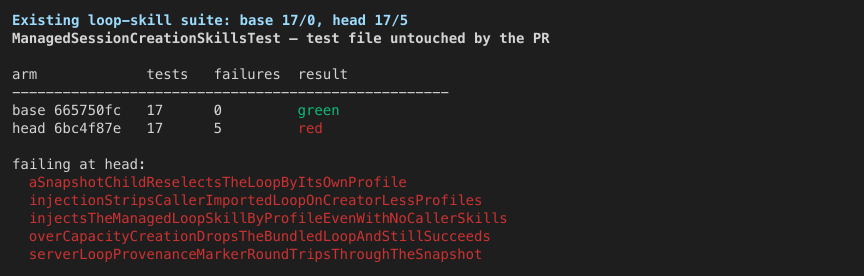 Existing loop-skill suite: base 17/0, head 17/5
ManagedSessionCreationSkillsTest — test file untouched by the PR
arm tests failures result
--------------------------------------------------
base 665750fc 17 0 green
head 6bc4f87e 17 5 red
failing at head:
aSnapshotChildReselectsTheLoopByItsOwnProfile
injectionStripsCallerImportedLoopOnCreatorLessProfiles
injectsTheManagedLoopSkillByProfileEvenWithNoCallerSkills
overCapacityCreationDropsTheBundledLoopAndStillSucceeds
serverLoopProvenanceMarkerRoundTripsThroughTheSnapshot